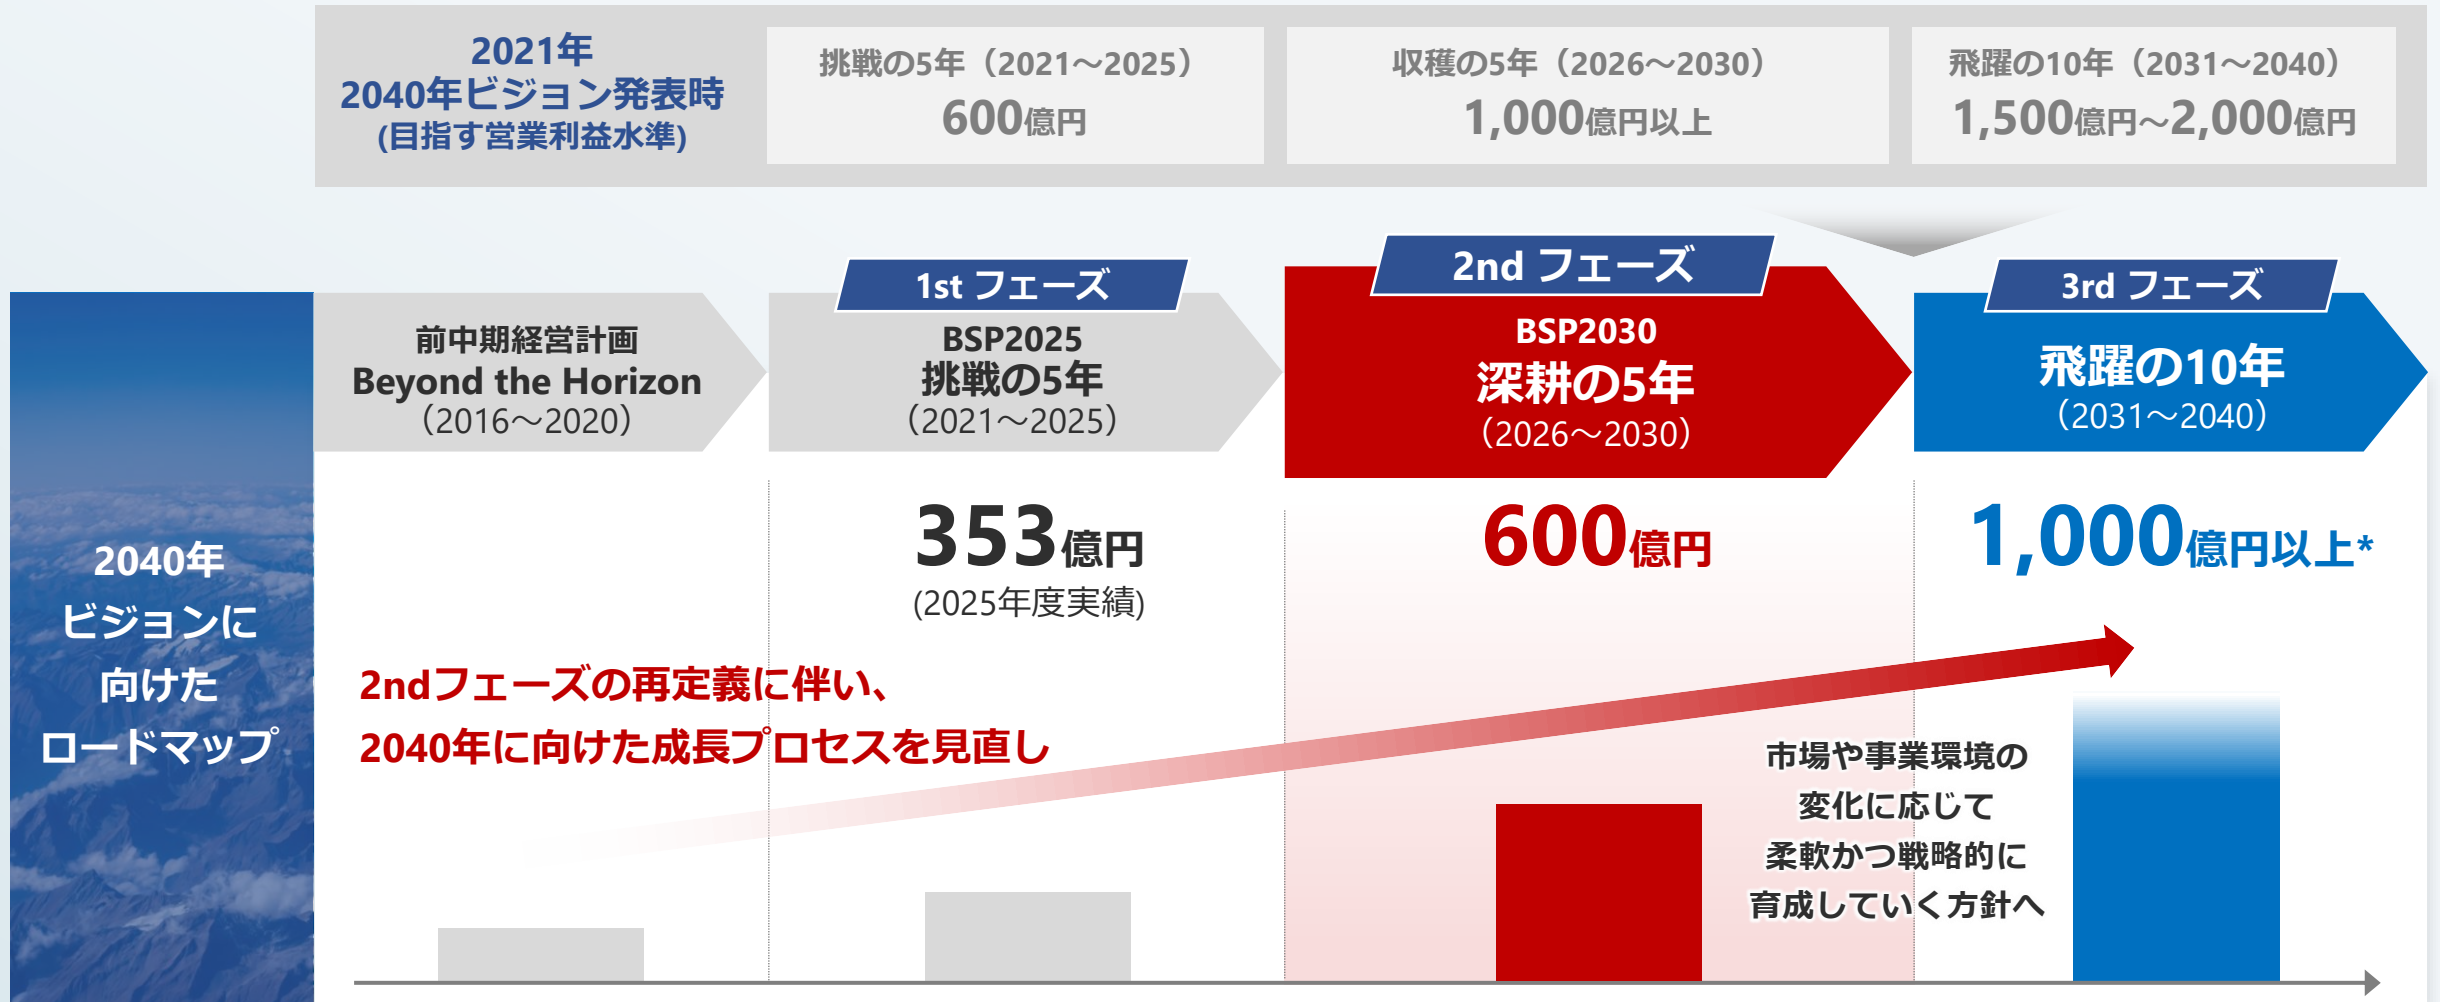 2021年
2040年ビジョン発表時
(目指す営業利益水準)
挑戦の5年（2021～2025）
600億円
収穫の5年（2026～2030）
1,000億円以上
飛躍の10年（2031～2040）
1,500億円～2,000億円
2040年
ビジョンに
向けた
ロードマップ
前中期経営計画
Beyond the Horizon
（2016～2020）
1st フェーズ
BSP2025
挑戦の5年
（2021～2025）
353億円
(2025年度実績)
2nd フェーズ
BSP2030
深耕の5年
（2026～2030）
600億円
3rd フェーズ
飛躍の10年
（2031～2040）
1,000億円以上*
2ndフェーズの再定義に伴い、
2040年に向けた成長プロセスを見直し
市場や事業環境の
変化に応じて
柔軟かつ戦略的に
育成していく方針へ